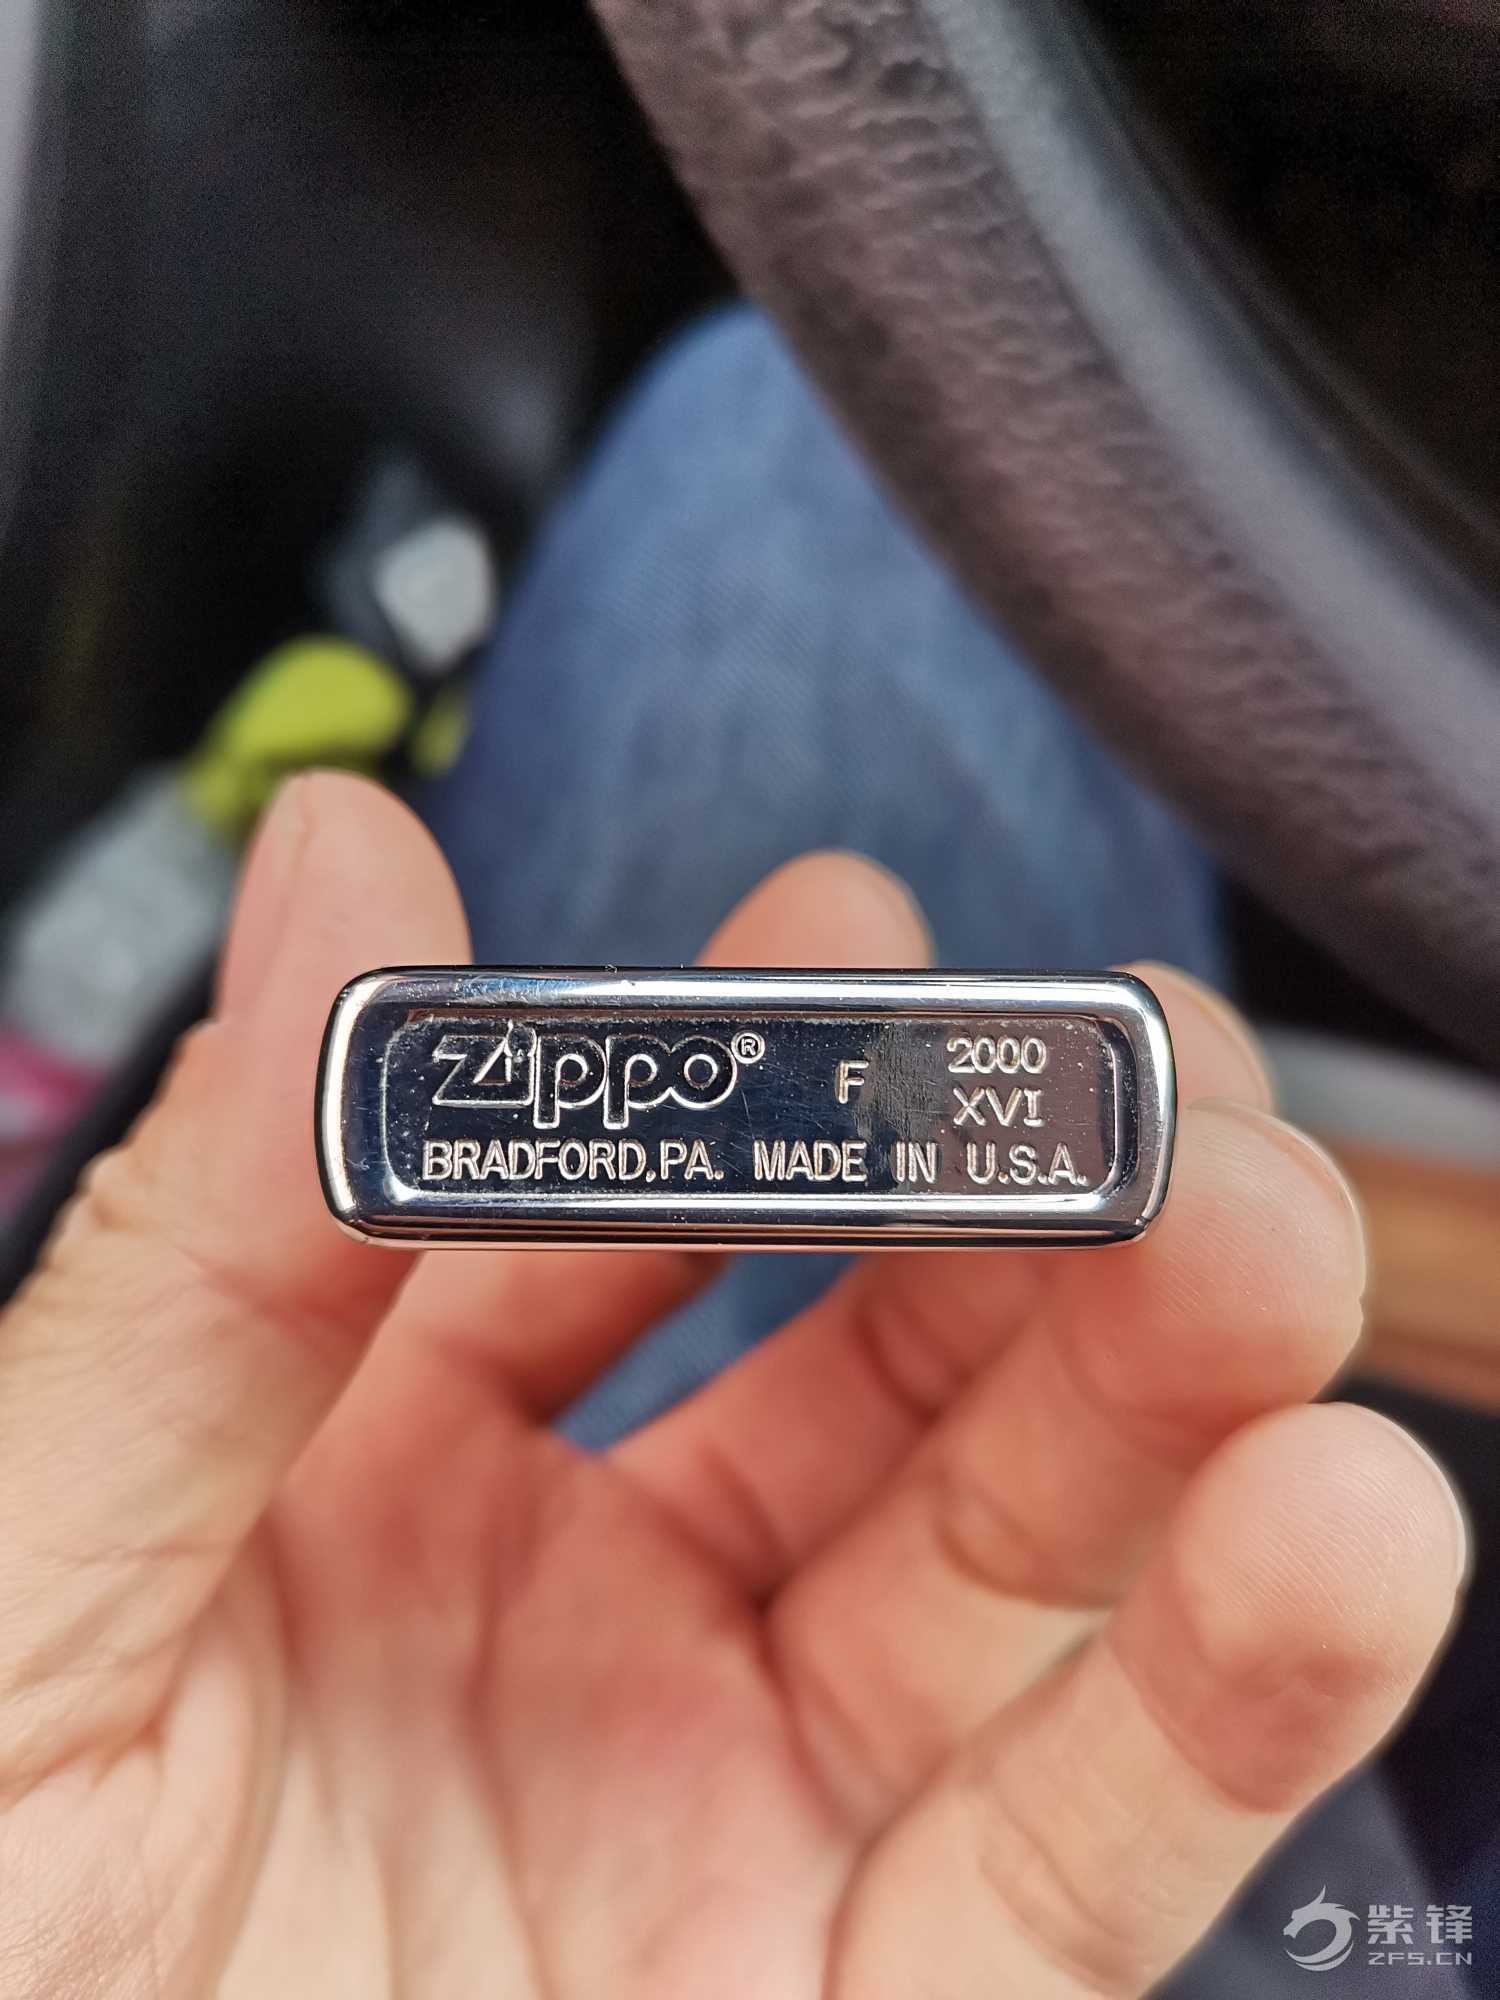 Zippo® F 2000
XVI
BRADFORD,PA. MADE IN U.S.A.
紫锋
ZFS.CN